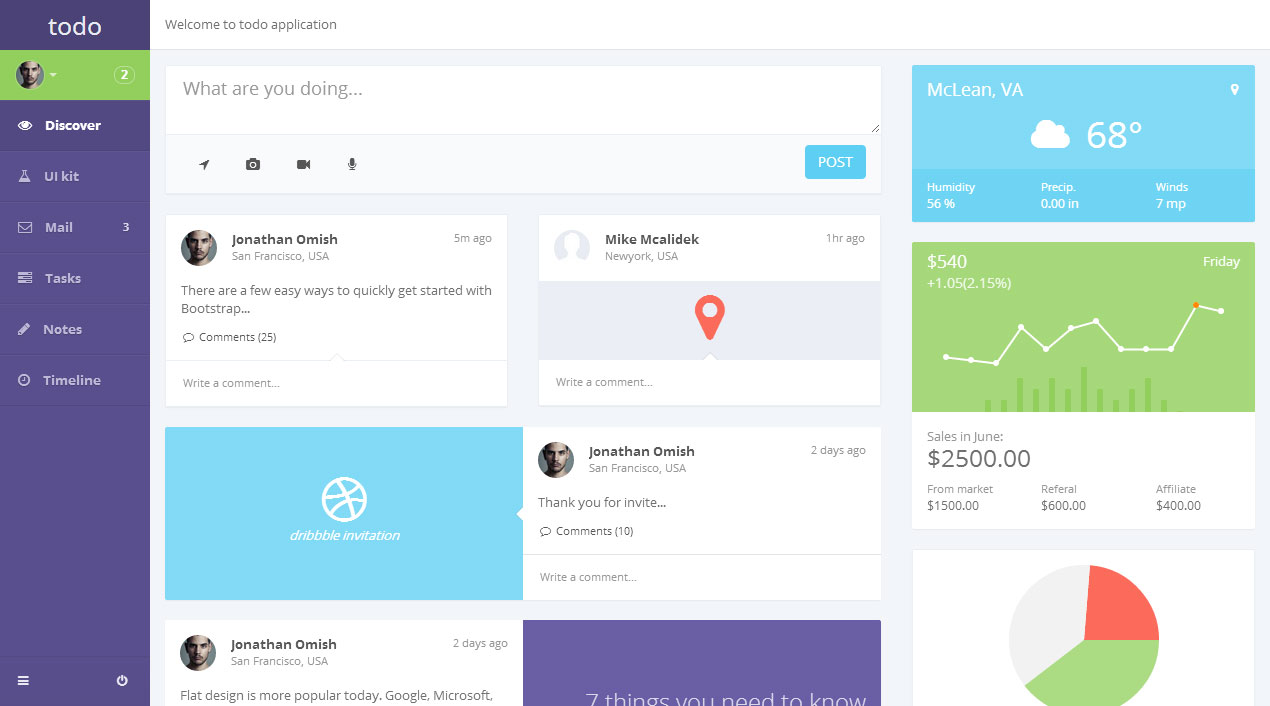 todo
Welcome to todo application
2
Discover
UI kit
Mail 3
Tasks
Notes
Timeline
What are you doing...
POST
Jonathan Omish 5m ago
San Francisco, USA
There are a few easy ways to quickly get started with
Bootstrap...
Comments (25)
Write a comment...
Mike Mcalidek 1hr ago
Newyork, USA
Write a comment...
dribbble invitation
Jonathan Omish 2 days ago
San Francisco, USA
Thank you for invite...
Comments (10)
Write a comment...
Jonathan Omish 2 days ago
San Francisco, USA
Flat design is more popular today. Google, Microsoft,
7 things you need to know
McLean, VA
68°
Humidity Precip. Winds
56 % 0.00 in 7 mp
$540 Friday
+1.05(2.15%)
Sales in June:
$2500.00
From market Referal Affiliate
$1500.00 $600.00 $400.00